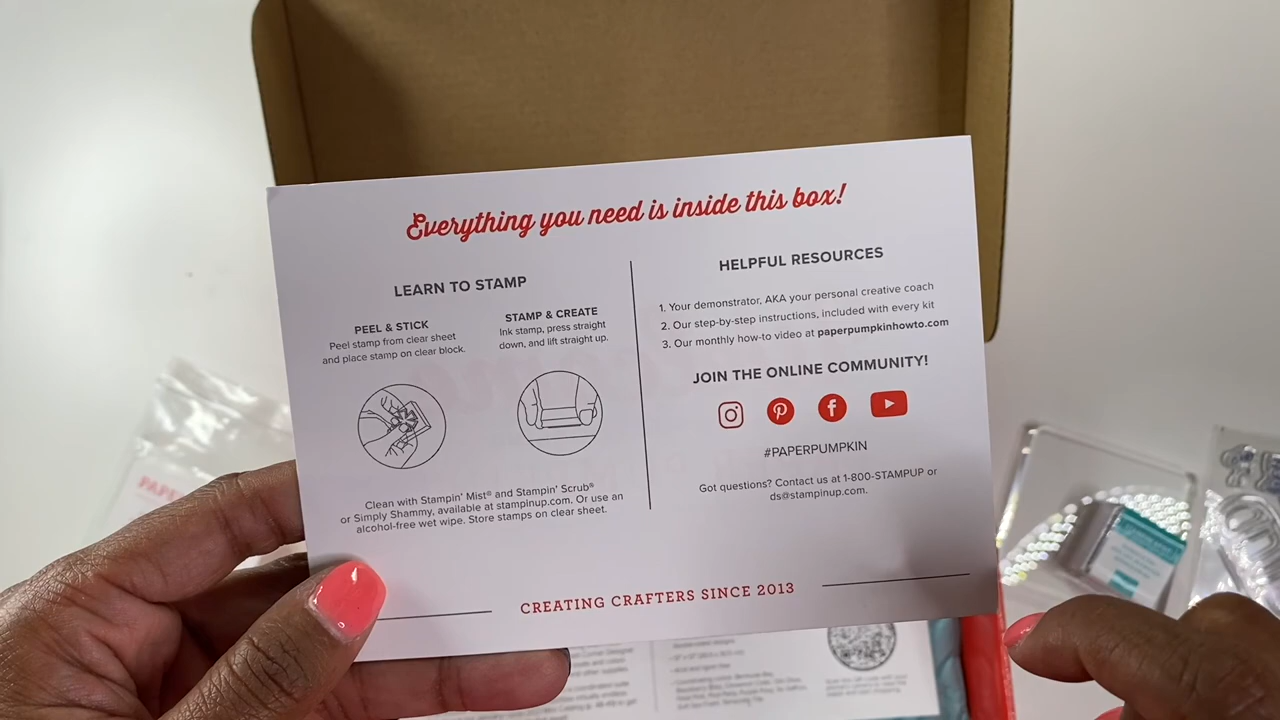 Everything you need is inside this box!
LEARN TO STAMP
PEEL & STICK
Peel stamp from clear sheet
and place stamp on clear block.
STAMP & CREATE
Ink stamp, press straight
down, and lift straight up.
Clean with Stampin' Mist® and Stampin' Scrub®
or Simply Shammy, available at stampinup.com. Or use an
alcohol-free wet wipe. Store stamps on clear sheet.
HELPFUL RESOURCES
1. Your demonstrator, AKA your personal creative coach
2. Our step-by-step instructions, included with every kit
3. Our monthly how-to video at paperpumpkinhowto.com
JOIN THE ONLINE COMMUNITY!
#PAPERPUMPKIN
Got questions? Contact us at 1-800-STAMPUP or
ds@stampinup.com.
CREATING CRAFTERS SINCE 2013